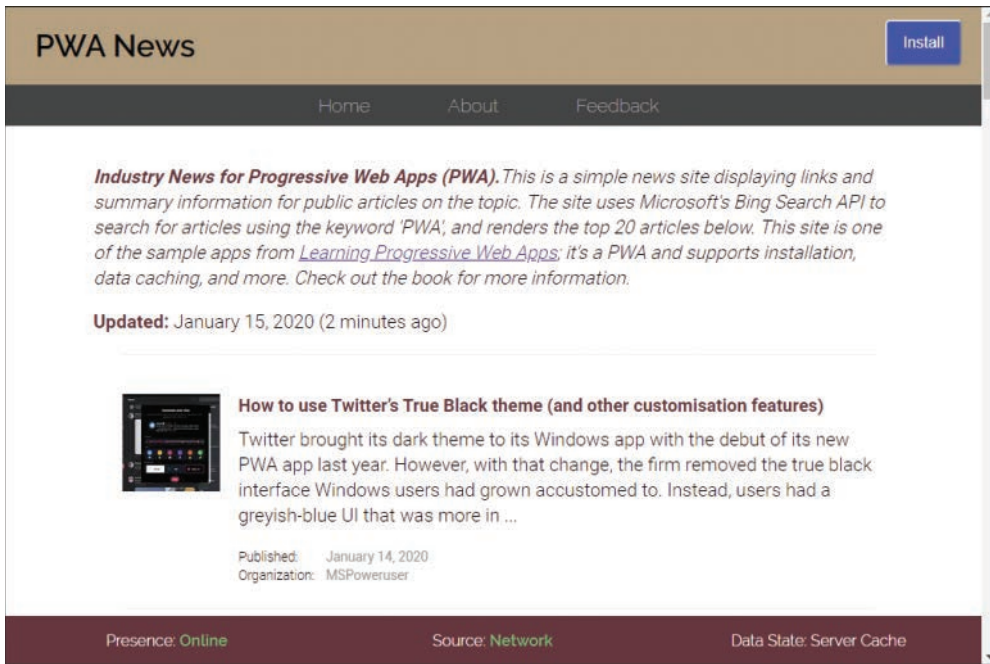 PWA News
Install
Home About Feedback
Industry News for Progressive Web Apps (PWA). This is a simple news site displaying links and
summary information for public articles on the topic. The site uses Microsoft's Bing Search API to
search for articles using the keyword 'PWA', and renders the top 20 articles below. This site is one
of the sample apps from Learning Progressive Web Apps; it's a PWA and supports installation,
data caching, and more. Check out the book for more information.
Updated: January 15, 2020 (2 minutes ago)
How to use Twitter's True Black theme (and other customisation features)
Twitter brought its dark theme to its Windows app with the debut of its new
PWA app last year. However, with that change, the firm removed the true black
interface Windows users had grown accustomed to. Instead, users had a
greyish-blue UI that was more in ...
Published: January 14, 2020
Organization: MSPoweruser
Presence: Online Source: Network Data State: Server Cache